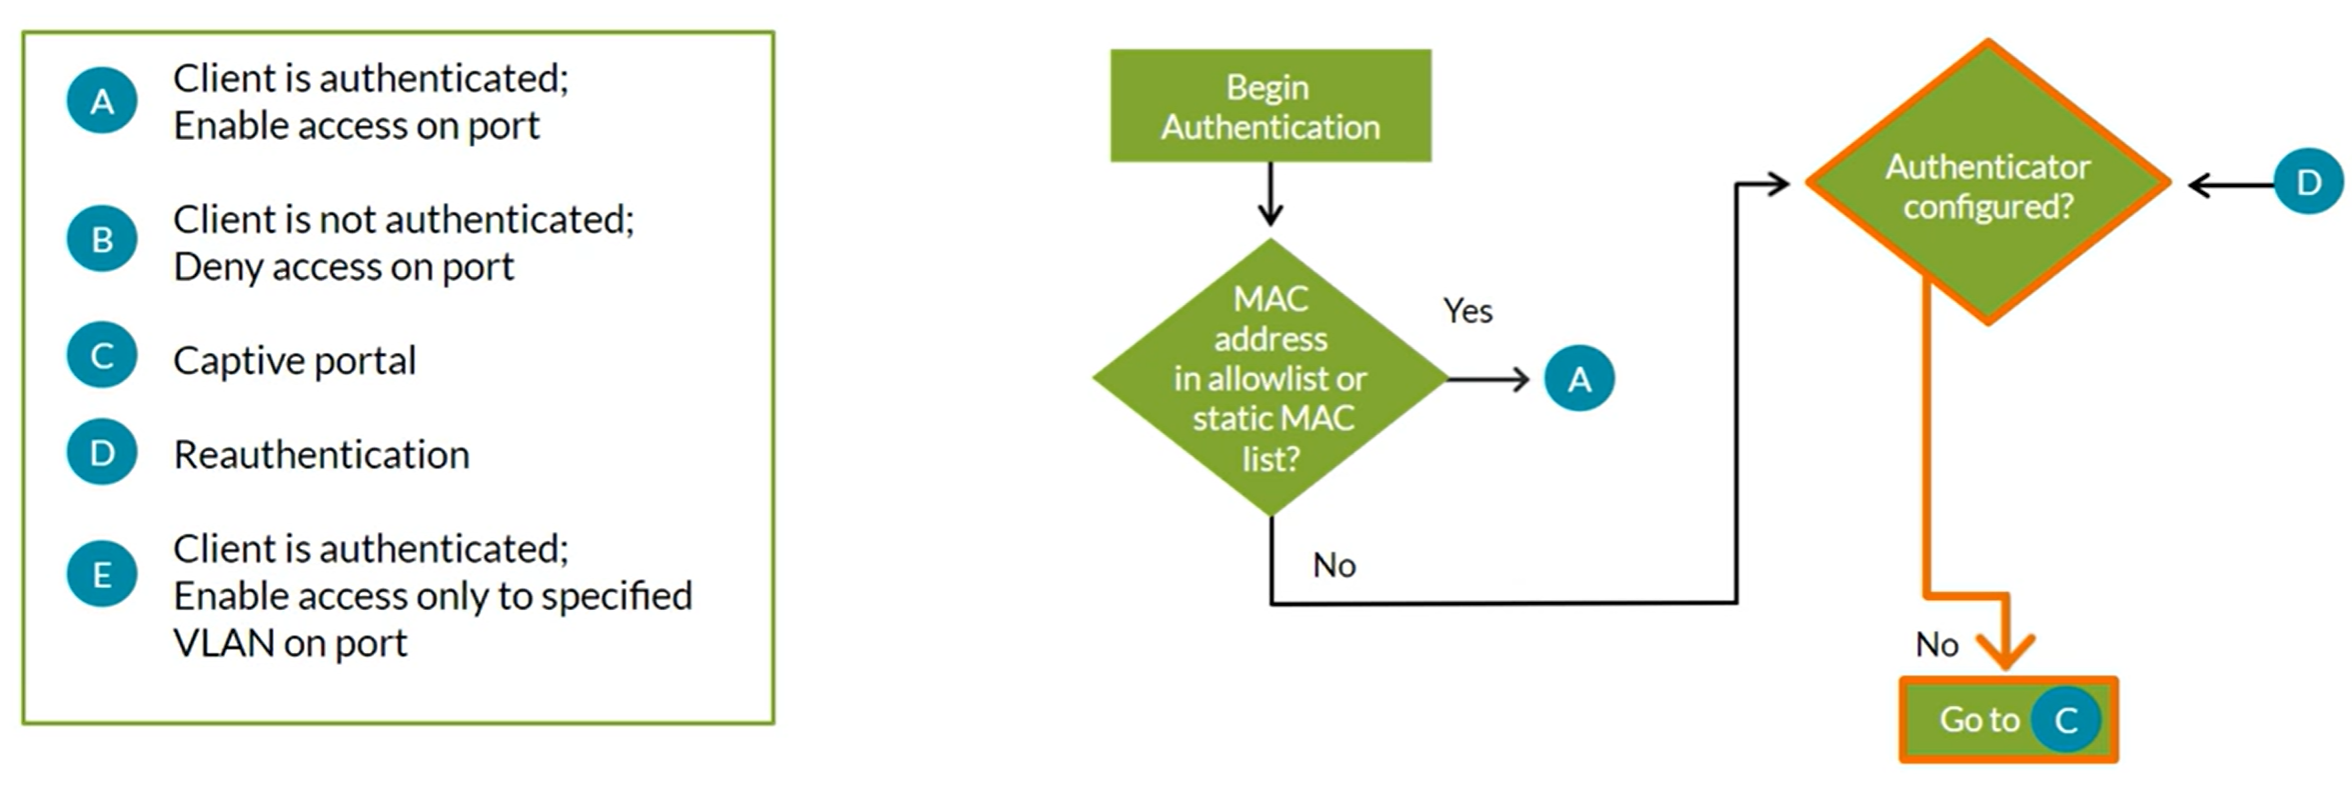 A
Client is authenticated;
Enable access on port
B
Client is not authenticated;
Deny access on port
C
Captive portal
D
Reauthentication
E
Client is authenticated;
Enable access only to specified
VLAN on port
Begin
Authentication
MAC
address
in allowlist or
static MAC
list?
Yes
A
No
Authenticator
configured?
D
No
Go to C